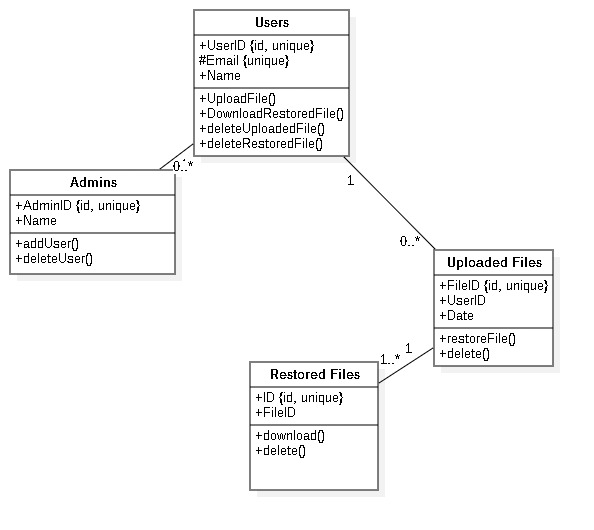 Users
+UserID {id, unique}
#Email {unique}
+Name
+UploadFile()
+DownloadRestoredFile()
+deleteUploadedFile()
+deleteRestoredFile()
0..*
Admins
+AdminID {id, unique}
+Name
+addUser()
+deleteUser()
1
0..*
Uploaded Files
+FileID {id, unique}
+UserID
+Date
+restoreFile()
+delete()
1
1..*
Restored Files
+ID {id, unique}
+FileID
+download()
+delete()